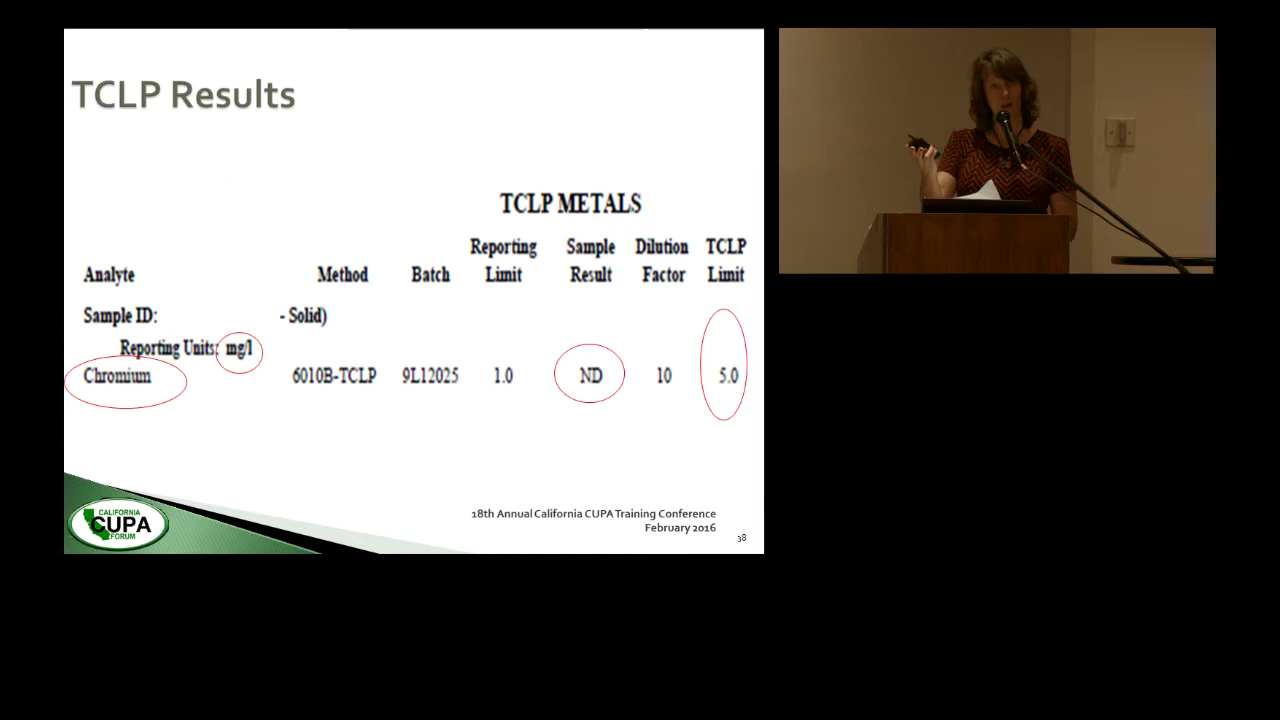 TCLP Results
TCLP METALS
Reporting Sample Dilution TCLP
Analyte Method Batch Limit Result Factor Limit
Sample ID: - Solid)
Reporting Units: mg/l
Chromium 6010B-TCLP 9L12025 1.0 ND 10 5.0
CALIFORNIA
CUPA
FORUM
18th Annual California CUPA Training Conference
February 2016
38